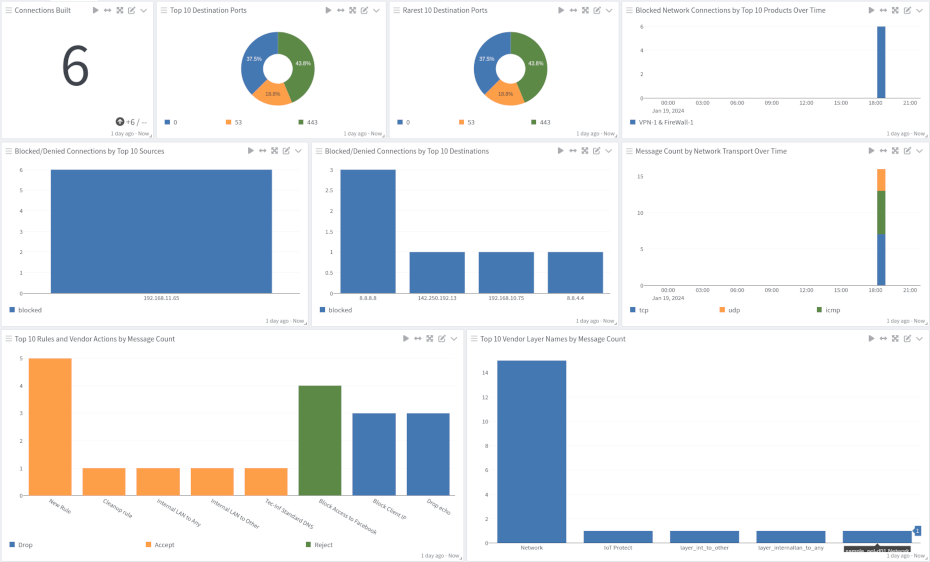 Connections Built
6
+6 / --
1 day ago - Now
Top 10 Destination Ports
37.5%
43.8%
18.8%
0
53
443
1 day ago - Now
Rarest 10 Destination Ports
37.5%
43.8%
18.8%
0
53
443
1 day ago - Now
Blocked Network Connections by Top 10 Products Over Time
6
4
2
0
00:00 03:00 06:00 09:00 12:00 15:00 18:00 21:00
Jan 19, 2024
VPN-1 & FireWall-1
1 day ago - Now
Blocked/Denied Connections by Top 10 Sources
6
5
4
3
2
1
0
192.168.11.65
blocked
1 day ago - Now
Blocked/Denied Connections by Top 10 Destinations
3
2.5
2
1.5
1
0.5
0
8.8.8.8 142.250.192.13 192.168.10.75 8.8.4.4
blocked
1 day ago - Now
Message Count by Network Transport Over Time
15
10
5
0
00:00 03:00 06:00 09:00 12:00 15:00 18:00 21:00
Jan 19, 2024
tcp
udp
icmp
1 day ago - Now
Top 10 Rules and Vendor Actions by Message Count
5
4
3
2
1
0
New Rule
Cleanup rule
Internal LAN to Any
Internal LAN to Other
Tec Inf Standard DNS
Block Access to Facebook
Block Client IP
Drop echo
Drop
Accept
Reject
1 day ago - Now
Top 10 Vendor Layer Names by Message Count
14
12
10
8
6
4
2
0
1
Network IoT Protect layer_int_to_other layer_internallan_to_any
1 day ago - Now